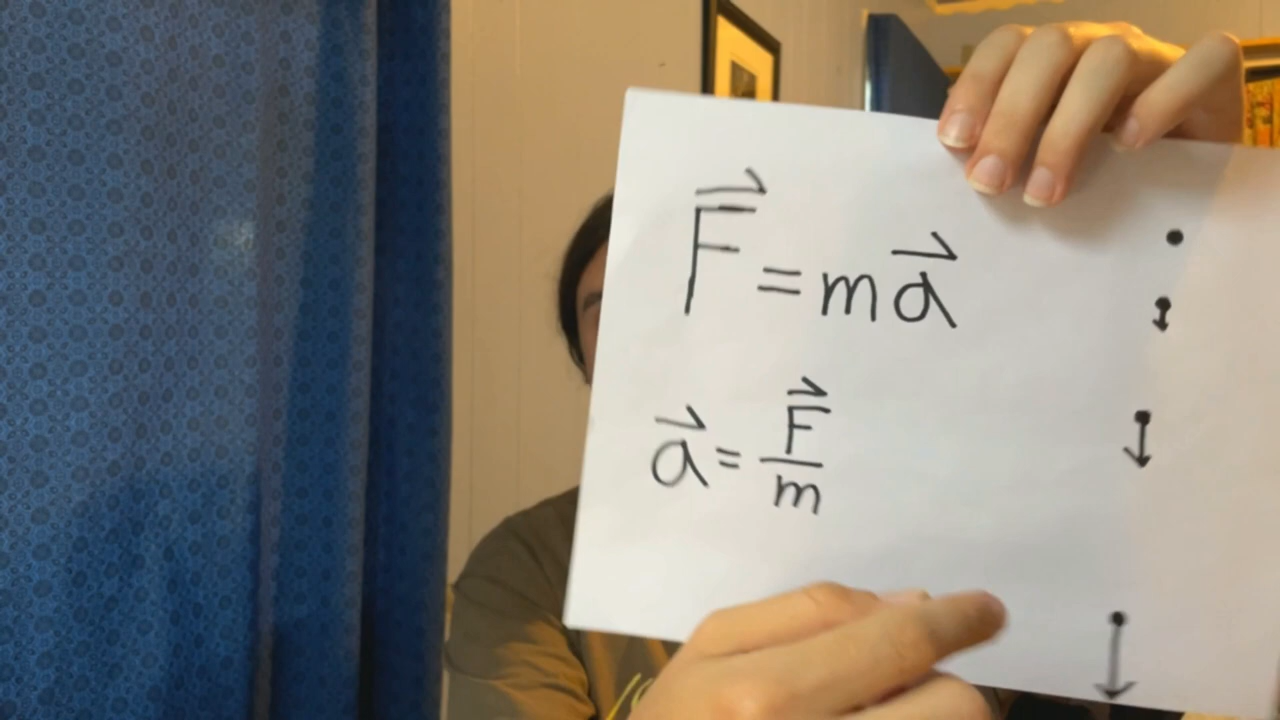 F⃗ = ma⃗
a⃗ = F⃗/m